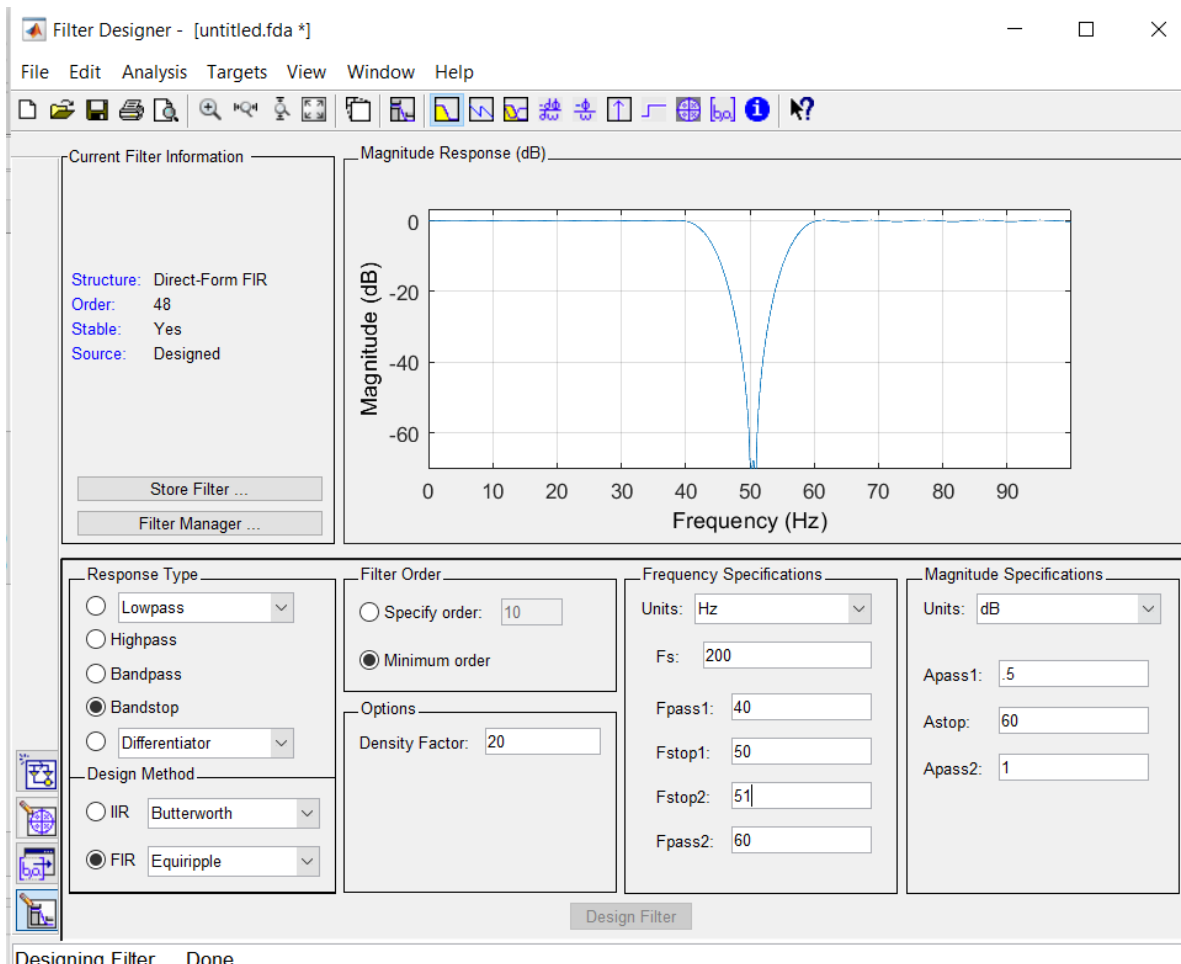 Filter Designer - [untitled.fda *]
File Edit Analysis Targets View Window Help
[b,a]
Current Filter Information
Structure: Direct-Form FIR
Order: 48
Stable: Yes
Source: Designed
Store Filter ...
Filter Manager ...
Magnitude Response (dB)
Magnitude (dB)
0
-20
-40
-60
0 10 20 30 40 50 60 70 80 90
Frequency (Hz)
Response Type
Lowpass
Highpass
Bandpass
Bandstop
Differentiator
Design Method
IIR Butterworth
FIR Equiripple
Filter Order
Specify order: 10
Minimum order
Options
Density Factor: 20
Frequency Specifications
Units: Hz
Fs: 200
Fpass1: 40
Fstop1: 50
Fstop2: 51
Fpass2: 60
Magnitude Specifications
Units: dB
Apass1: .5
Astop: 60
Apass2: 1
Design Filter
Designing Filter ... Done